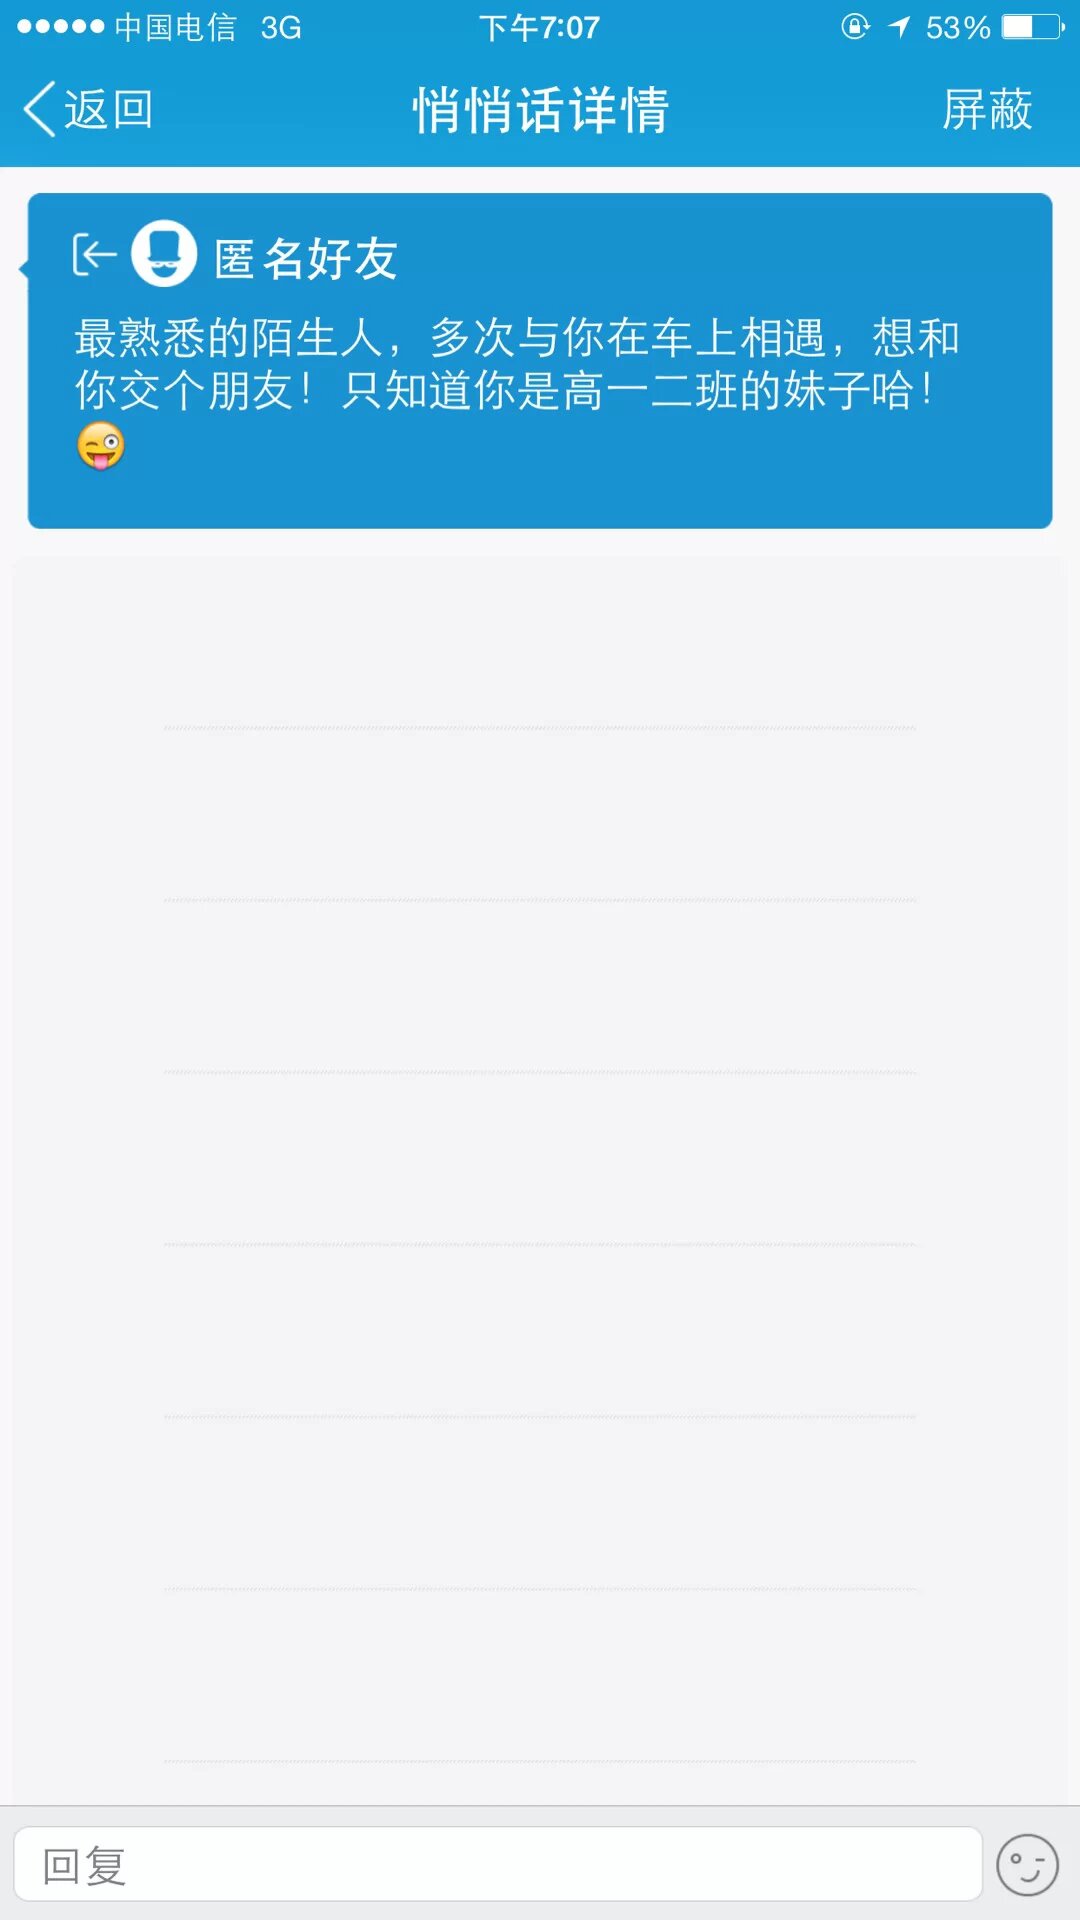 中国电信 3G 下午7:07 53%
返回 悄悄话详情 屏蔽
匿名好友
最熟悉的陌生人，多次与你在车上相遇，想和
你交个朋友！只知道你是高一二班的妹子哈！
😜
回复